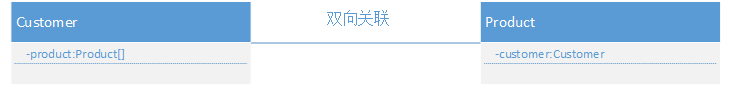 Customer
双向关联
Product
-product:Product[]
-customer:Customer